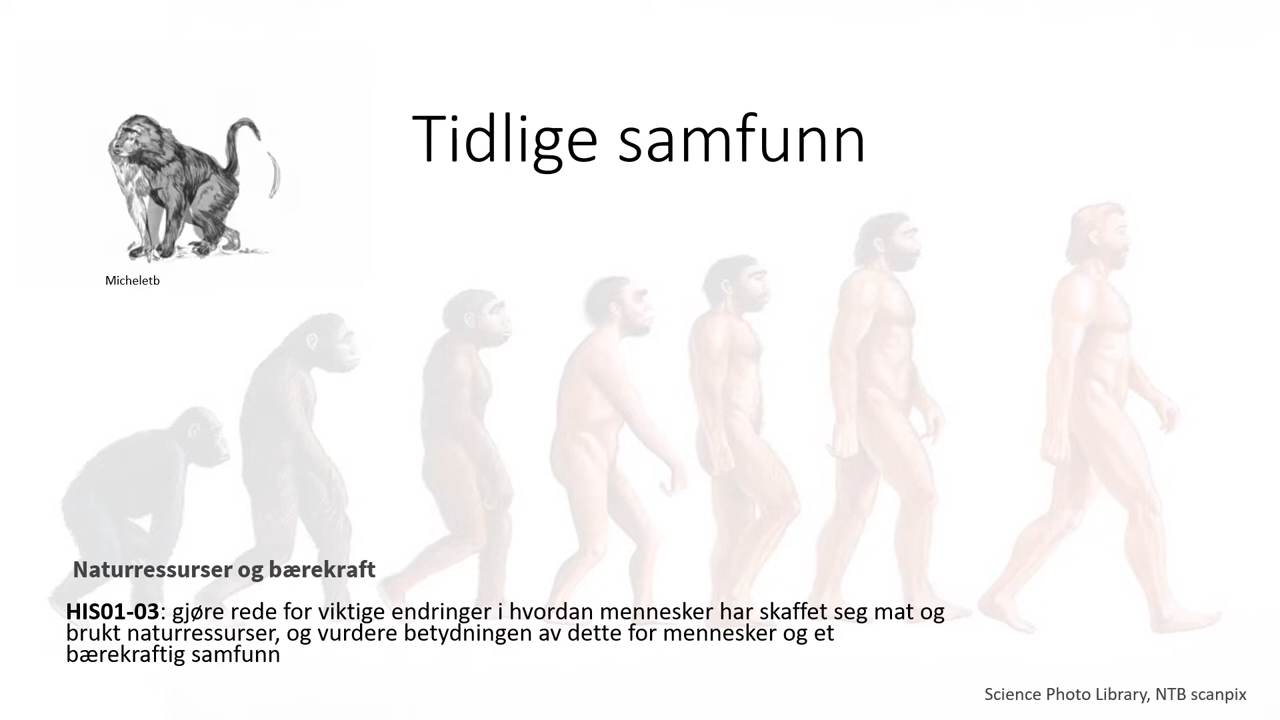 Tidlige samfunn
Micheletb
Naturressurser og bærekraft
HIS01-03: gjøre rede for viktige endringer i hvordan mennesker har skaffet seg mat og
brukt naturressurser, og vurdere betydningen av dette for mennesker og et
bærekraftig samfunn
Science Photo Library, NTB scanpix